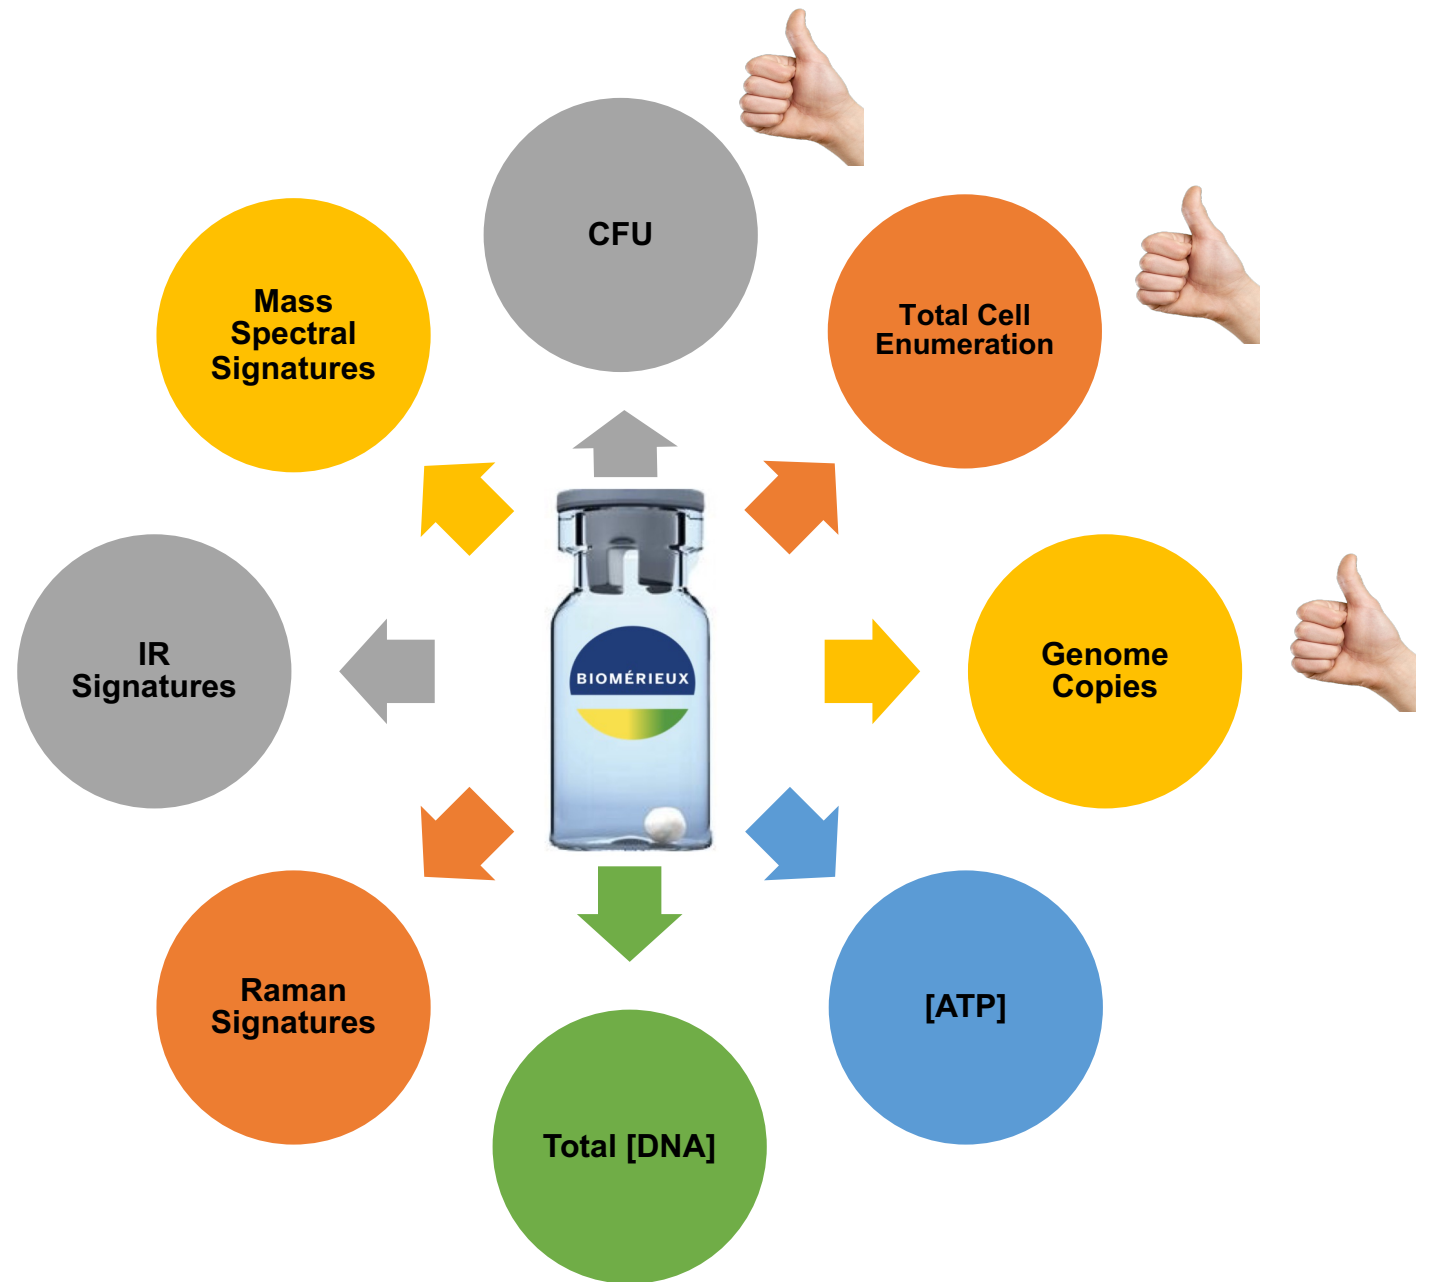 CFU
Total Cell
Enumeration
Genome
Copies
[ATP]
Total [DNA]
Raman
Signatures
IR
Signatures
Mass
Spectral
Signatures
BIOMÉRIEUX